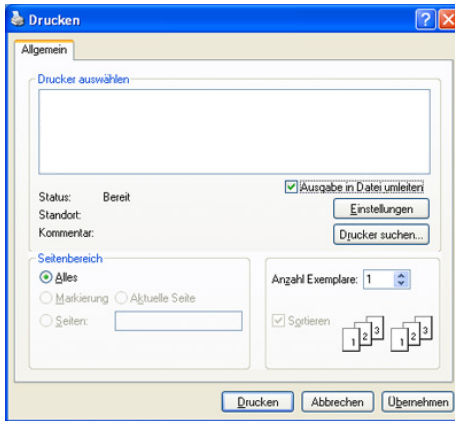 Drucken
Allgemein
Drucker auswählen
Ausgabe in Datei umleiten
Status: Bereit
Standort:
Kommentar:
Einstellungen
Drucker suchen...
Seitenbereich
Alles
Markierung Aktuelle Seite
Seiten:
Anzahl Exemplare: 1
Sortieren
1 2 3 1 2 3
Drucken Abbrechen Übernehmen